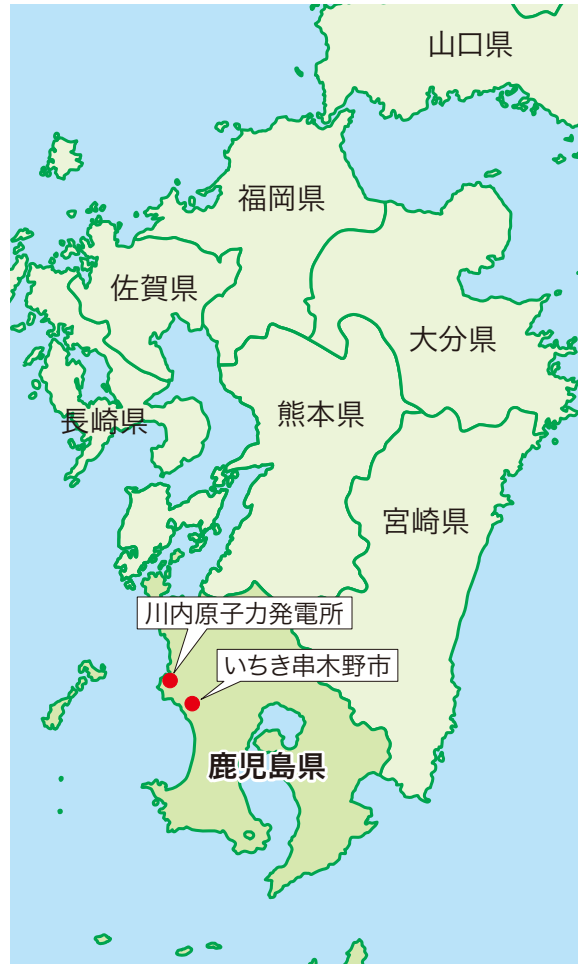 山口県
福岡県
佐賀県
大分県
長崎県
熊本県
宮崎県
川内原子力発電所
いちき串木野市
鹿児島県